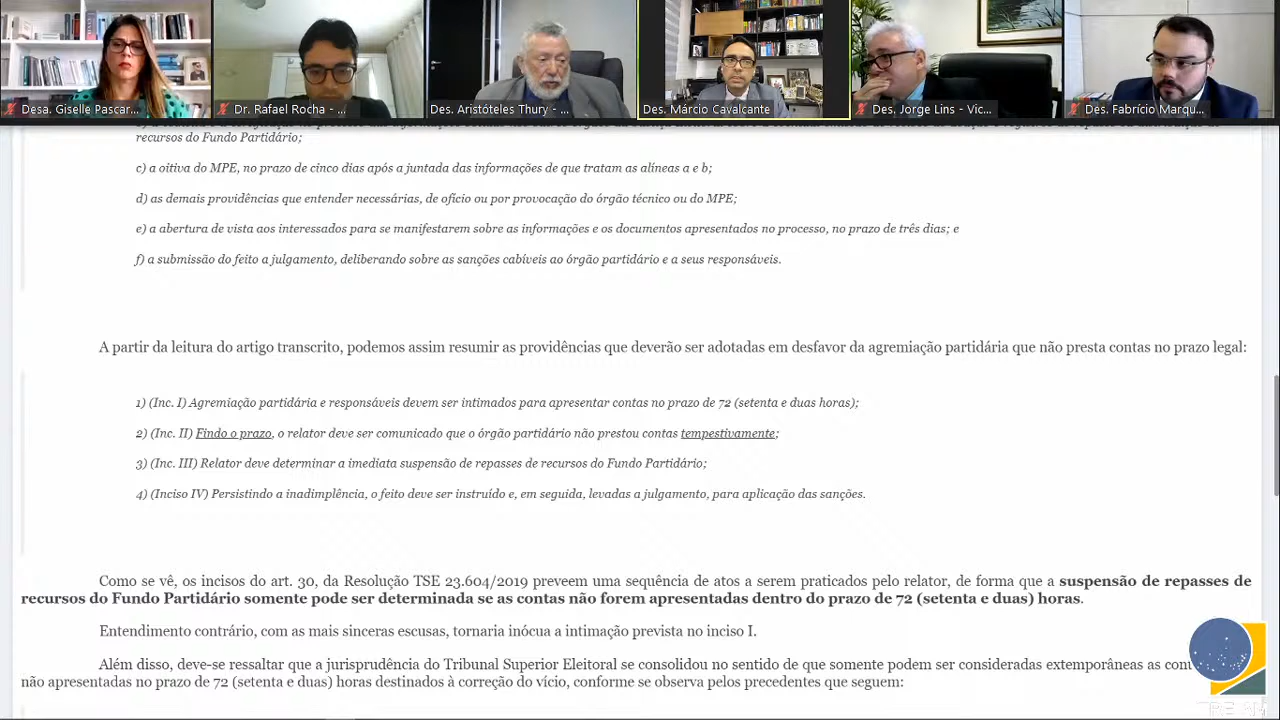 Desa. Giselle Pascar...
Dr. Rafael Rocha - ...
Des. Aristóteles Thury - ...
Des. Márcio Cavalcante
Des. Jorge Lins - Vic...
Des. Fabrício Marqu...
recursos do Fundo Partidário;
c) a oitiva do MPE, no prazo de cinco dias após a juntada das informações de que tratam as alíneas a e b;
d) as demais providências que entender necessárias, de ofício ou por provocação do órgão técnico ou do MPE;
e) a abertura de vista aos interessados para se manifestarem sobre as informações e os documentos apresentados no processo, no prazo de três dias; e
f) a submissão do feito a julgamento, deliberando sobre as sanções cabíveis ao órgão partidário e a seus responsáveis.
A partir da leitura do artigo transcrito, podemos assim resumir as providências que deverão ser adotadas em desfavor da agremiação partidária que não presta contas no prazo legal:
1) (Inc. I) Agremiação partidária e responsáveis devem ser intimados para apresentar contas no prazo de 72 (setenta e duas horas);
2) (Inc. II) Findo o prazo, o relator deve ser comunicado que o órgão partidário não prestou contas tempestivamente;
3) (Inc. III) Relator deve determinar a imediata suspensão de repasses de recursos do Fundo Partidário;
4) (Inciso IV) Persistindo a inadimplência, o feito deve ser instruído e, em seguida, levadas a julgamento, para aplicação das sanções.
Como se vê, os incisos do art. 30, da Resolução TSE 23.604/2019 preveem uma sequência de atos a serem praticados pelo relator, de forma que a suspensão de repasses de
recursos do Fundo Partidário somente pode ser determinada se as contas não forem apresentadas dentro do prazo de 72 (setenta e duas) horas.
Entendimento contrário, com as mais sinceras escusas, tornaria inócua a intimação prevista no inciso I.
Além disso, deve-se ressaltar que a jurisprudência do Tribunal Superior Eleitoral se consolidou no sentido de que somente podem ser consideradas extemporâneas as
não apresentadas no prazo de 72 (setenta e duas) horas destinados à correção do vício, conforme se observa pelos precedentes que seguem:
TRE-AM